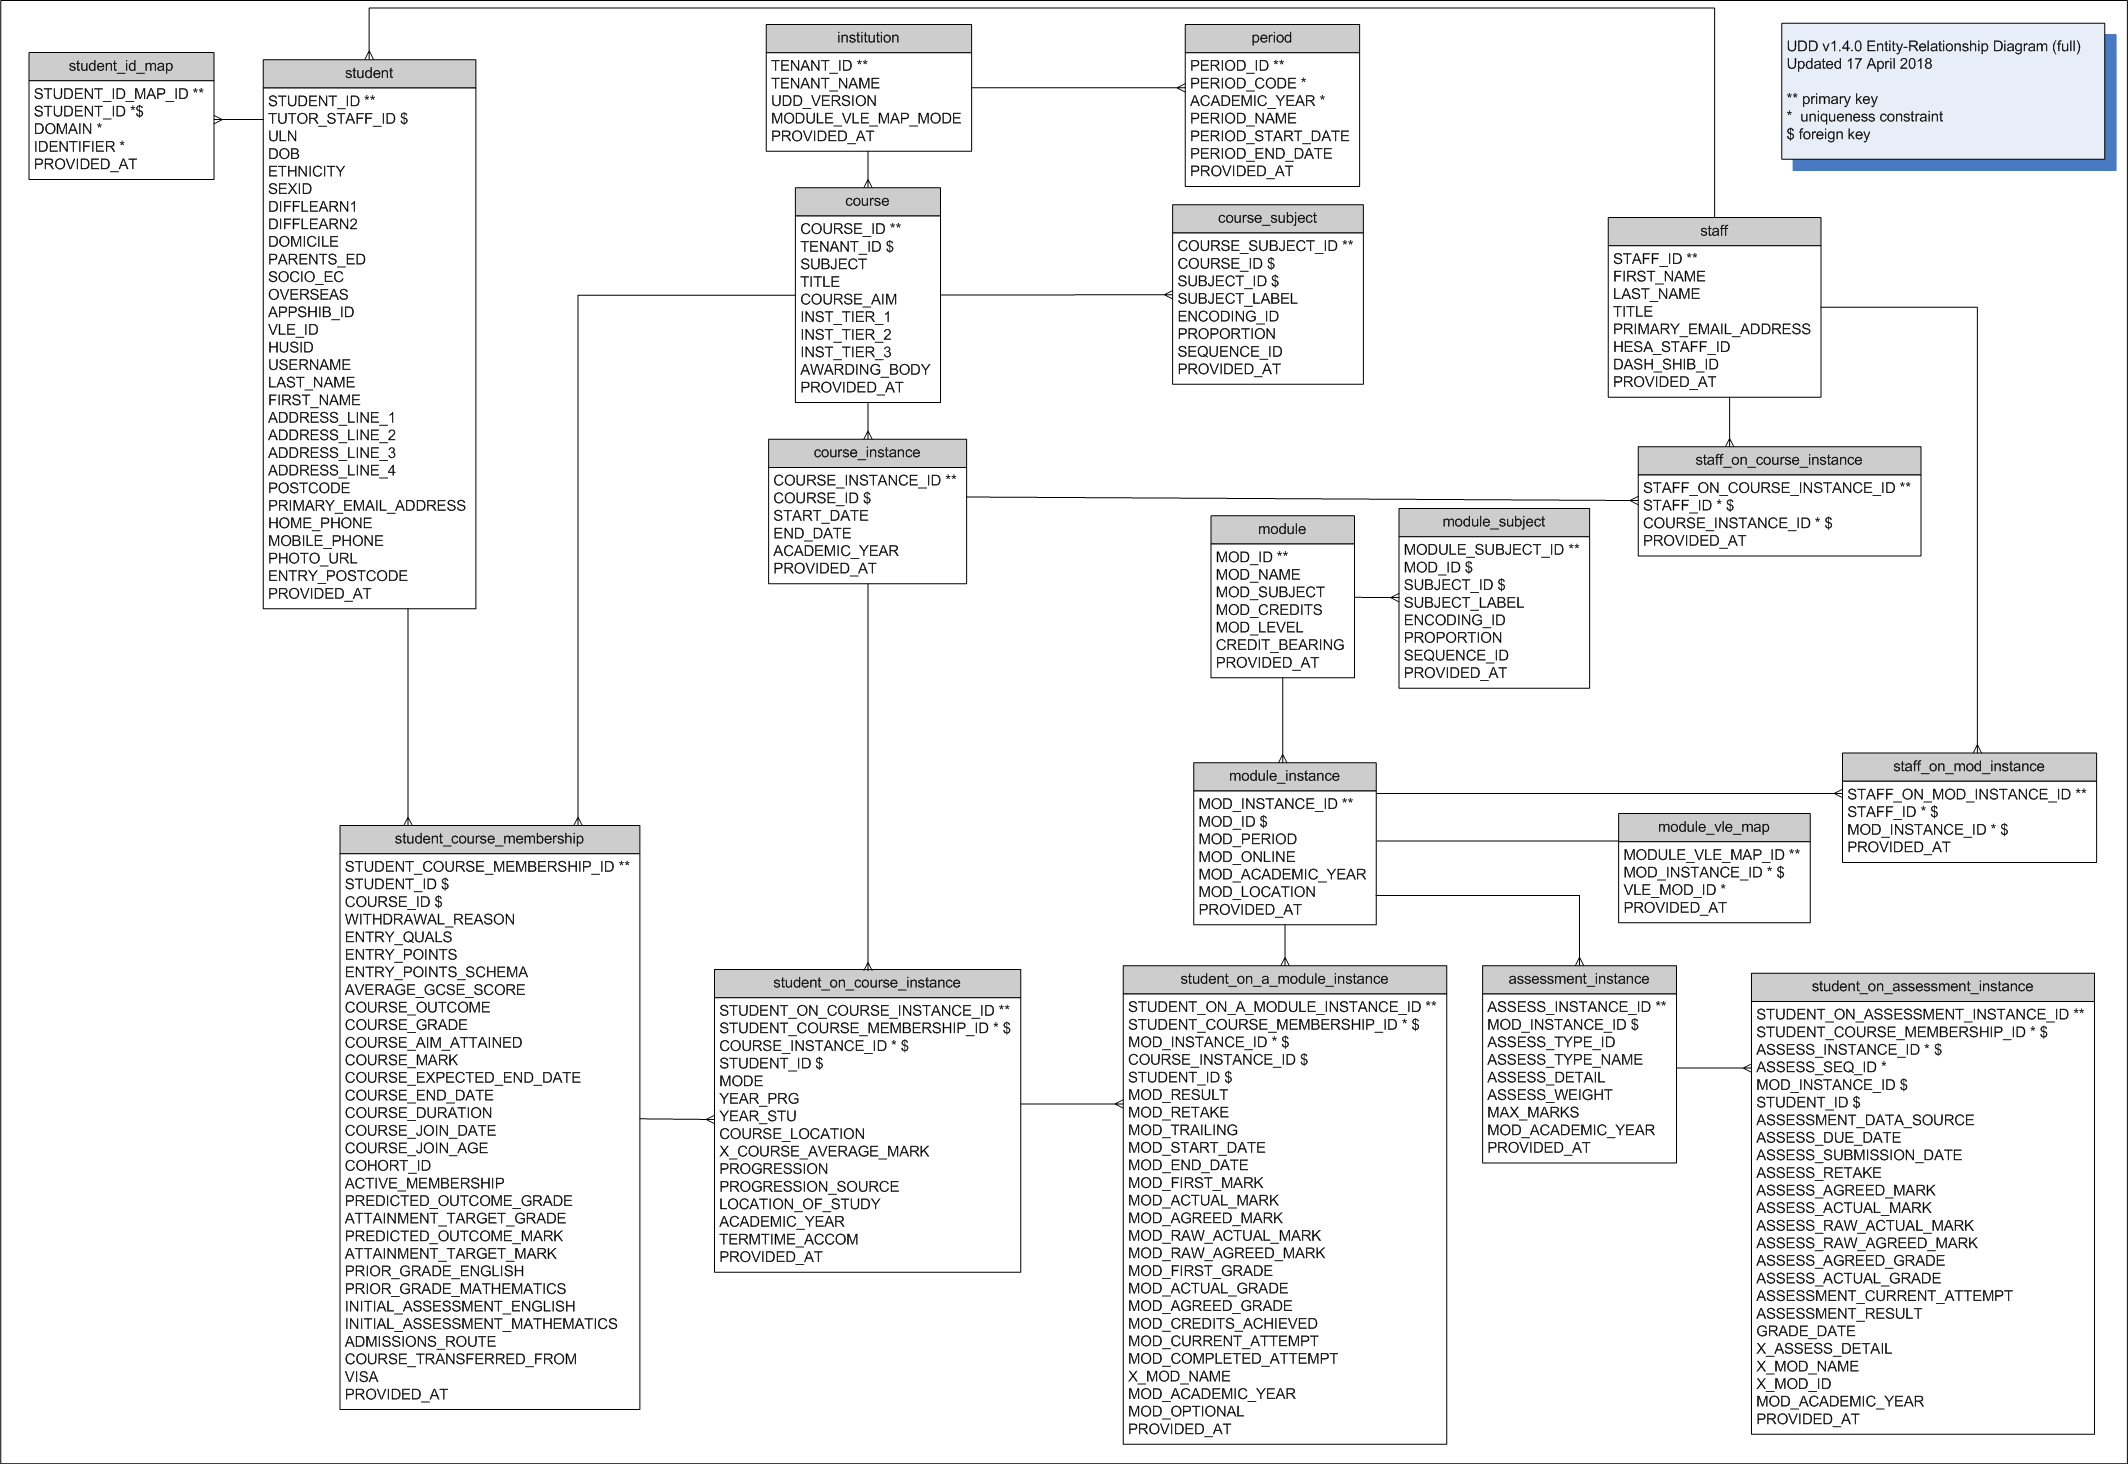 UDD v1.4.0 Entity-Relationship Diagram (full)
Updated 17 April 2018
** primary key
* uniqueness constraint
$ foreign key
student_id_map
STUDENT_ID_MAP_ID **
STUDENT_ID *$
DOMAIN *
IDENTIFIER *
PROVIDED_AT
student
STUDENT_ID **
TUTOR_STAFF_ID $
ULN
DOB
ETHNICITY
SEXID
DIFFLEARN1
DIFFLEARN2
DOMICILE
PARENTS_ED
SOCIO_EC
OVERSEAS
APPSHIB_ID
VLE_ID
HUSID
USERNAME
LAST_NAME
FIRST_NAME
ADDRESS_LINE_1
ADDRESS_LINE_2
ADDRESS_LINE_3
ADDRESS_LINE_4
POSTCODE
PRIMARY_EMAIL_ADDRESS
HOME_PHONE
MOBILE_PHONE
PHOTO_URL
ENTRY_POSTCODE
PROVIDED_AT
institution
TENANT_ID **
TENANT_NAME
UDD_VERSION
MODULE_VLE_MAP_MODE
PROVIDED_AT
period
PERIOD_ID **
PERIOD_CODE *
ACADEMIC_YEAR *
PERIOD_NAME
PERIOD_START_DATE
PERIOD_END_DATE
PROVIDED_AT
course
COURSE_ID **
TENANT_ID $
SUBJECT
TITLE
COURSE_AIM
INST_TIER_1
INST_TIER_2
INST_TIER_3
AWARDING_BODY
PROVIDED_AT
course_subject
COURSE_SUBJECT_ID **
COURSE_ID $
SUBJECT_ID $
SUBJECT_LABEL
ENCODING_ID
PROPORTION
SEQUENCE_ID
PROVIDED_AT
staff
STAFF_ID **
FIRST_NAME
LAST_NAME
TITLE
PRIMARY_EMAIL_ADDRESS
HESA_STAFF_ID
DASH_SHIB_ID
PROVIDED_AT
course_instance
COURSE_INSTANCE_ID **
COURSE_ID $
START_DATE
END_DATE
ACADEMIC_YEAR
PROVIDED_AT
staff_on_course_instance
STAFF_ON_COURSE_INSTANCE_ID **
STAFF_ID * $
COURSE_INSTANCE_ID * $
PROVIDED_AT
module
MOD_ID **
MOD_NAME
MOD_SUBJECT
MOD_CREDITS
MOD_LEVEL
CREDIT_BEARING
PROVIDED_AT
module_subject
MODULE_SUBJECT_ID **
MOD_ID $
SUBJECT_ID $
SUBJECT_LABEL
ENCODING_ID
PROPORTION
SEQUENCE_ID
PROVIDED_AT
module_instance
MOD_INSTANCE_ID **
MOD_ID $
MOD_PERIOD
MOD_ONLINE
MOD_ACADEMIC_YEAR
MOD_LOCATION
PROVIDED_AT
staff_on_mod_instance
STAFF_ON_MOD_INSTANCE_ID **
STAFF_ID * $
MOD_INSTANCE_ID * $
PROVIDED_AT
module_vle_map
MODULE_VLE_MAP_ID **
MOD_INSTANCE_ID * $
VLE_MOD_ID *
PROVIDED_AT
student_course_membership
STUDENT_COURSE_MEMBERSHIP_ID **
STUDENT_ID $
COURSE_ID $
WITHDRAWAL_REASON
ENTRY_QUALS
ENTRY_POINTS
ENTRY_POINTS_SCHEMA
AVERAGE_GCSE_SCORE
COURSE_OUTCOME
COURSE_GRADE
COURSE_AIM_ATTAINED
COURSE_MARK
COURSE_EXPECTED_END_DATE
COURSE_END_DATE
COURSE_DURATION
COURSE_JOIN_DATE
COURSE_JOIN_AGE
COHORT_ID
ACTIVE_MEMBERSHIP
PREDICTED_OUTCOME_GRADE
ATTAINMENT_TARGET_GRADE
PREDICTED_OUTCOME_MARK
ATTAINMENT_TARGET_MARK
PRIOR_GRADE_ENGLISH
PRIOR_GRADE_MATHEMATICS
INITIAL_ASSESSMENT_ENGLISH
INITIAL_ASSESSMENT_MATHEMATICS
ADMISSIONS_ROUTE
COURSE_TRANSFERRED_FROM
VISA
PROVIDED_AT
student_on_course_instance
STUDENT_ON_COURSE_INSTANCE_ID **
STUDENT_COURSE_MEMBERSHIP_ID * $
COURSE_INSTANCE_ID * $
STUDENT_ID $
MODE
YEAR_PRG
YEAR_STU
COURSE_LOCATION
X_COURSE_AVERAGE_MARK
PROGRESSION
PROGRESSION_SOURCE
LOCATION_OF_STUDY
ACADEMIC_YEAR
TERMTIME_ACCOM
PROVIDED_AT
student_on_a_module_instance
STUDENT_ON_A_MODULE_INSTANCE_ID **
STUDENT_COURSE_MEMBERSHIP_ID * $
MOD_INSTANCE_ID * $
COURSE_INSTANCE_ID $
STUDENT_ID $
MOD_RESULT
MOD_RETAKE
MOD_TRAILING
MOD_START_DATE
MOD_END_DATE
MOD_FIRST_MARK
MOD_ACTUAL_MARK
MOD_AGREED_MARK
MOD_RAW_ACTUAL_MARK
MOD_RAW_AGREED_MARK
MOD_FIRST_GRADE
MOD_ACTUAL_GRADE
MOD_AGREED_GRADE
MOD_CREDITS_ACHIEVED
MOD_CURRENT_ATTEMPT
MOD_COMPLETED_ATTEMPT
X_MOD_NAME
MOD_ACADEMIC_YEAR
MOD_OPTIONAL
PROVIDED_AT
assessment_instance
ASSESS_INSTANCE_ID **
MOD_INSTANCE_ID $
ASSESS_TYPE_ID
ASSESS_TYPE_NAME
ASSESS_DETAIL
ASSESS_WEIGHT
MAX_MARKS
MOD_ACADEMIC_YEAR
PROVIDED_AT
student_on_assessment_instance
STUDENT_ON_ASSESSMENT_INSTANCE_ID **
STUDENT_COURSE_MEMBERSHIP_ID * $
ASSESS_INSTANCE_ID * $
ASSESS_SEQ_ID *
MOD_INSTANCE_ID $
STUDENT_ID $
ASSESSMENT_DATA_SOURCE
ASSESS_DUE_DATE
ASSESS_SUBMISSION_DATE
ASSESS_RETAKE
ASSESS_AGREED_MARK
ASSESS_ACTUAL_MARK
ASSESS_RAW_ACTUAL_MARK
ASSESS_RAW_AGREED_MARK
ASSESS_AGREED_GRADE
ASSESS_ACTUAL_GRADE
ASSESSMENT_CURRENT_ATTEMPT
ASSESSMENT_RESULT
GRADE_DATE
X_ASSESS_DETAIL
X_MOD_NAME
X_MOD_ID
MOD_ACADEMIC_YEAR
PROVIDED_AT